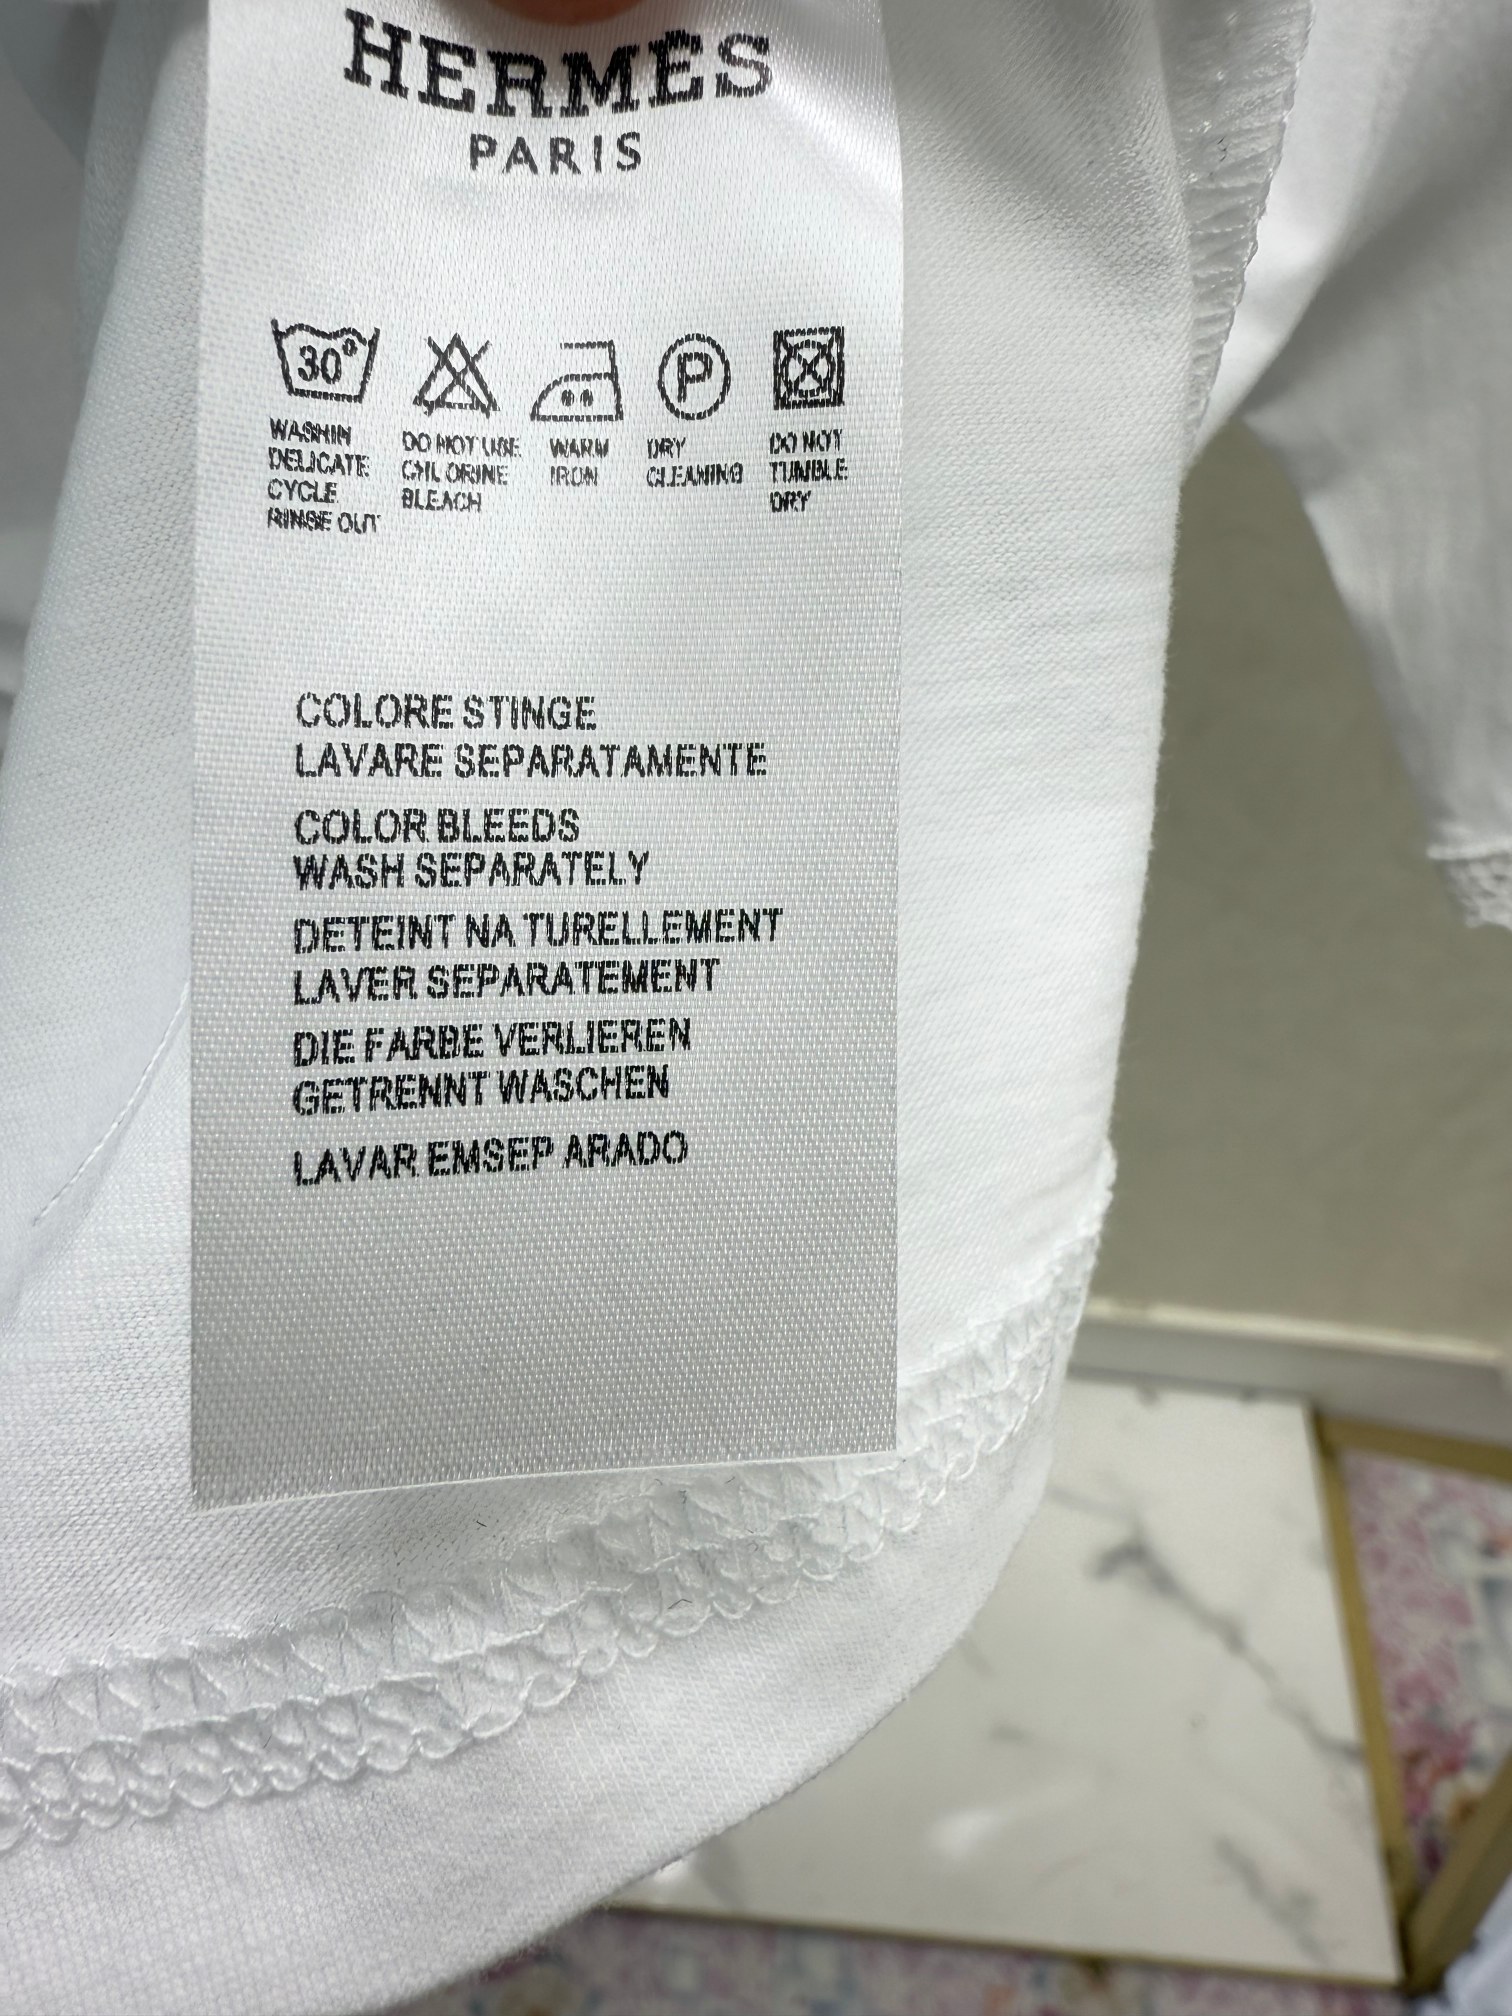 HERMÈS
PARIS
30°
P
WASHIN
DELICATE
CYCLE
RINSE OUT
DO NOT USE
CHLORINE
BLEACH
WARM
IRON
DRY
CLEANING
DO NOT
TUMBLE
DRY
COLORE STINGE
LAVARE SEPARATAMENTE
COLOR BLEEDS
WASH SEPARATELY
DETEINT NA TURELLEMENT
LAVER SEPARATEMENT
DIE FARBE VERLIEREN
GETRENNT WASCHEN
LAVAR EMSEP ARADO